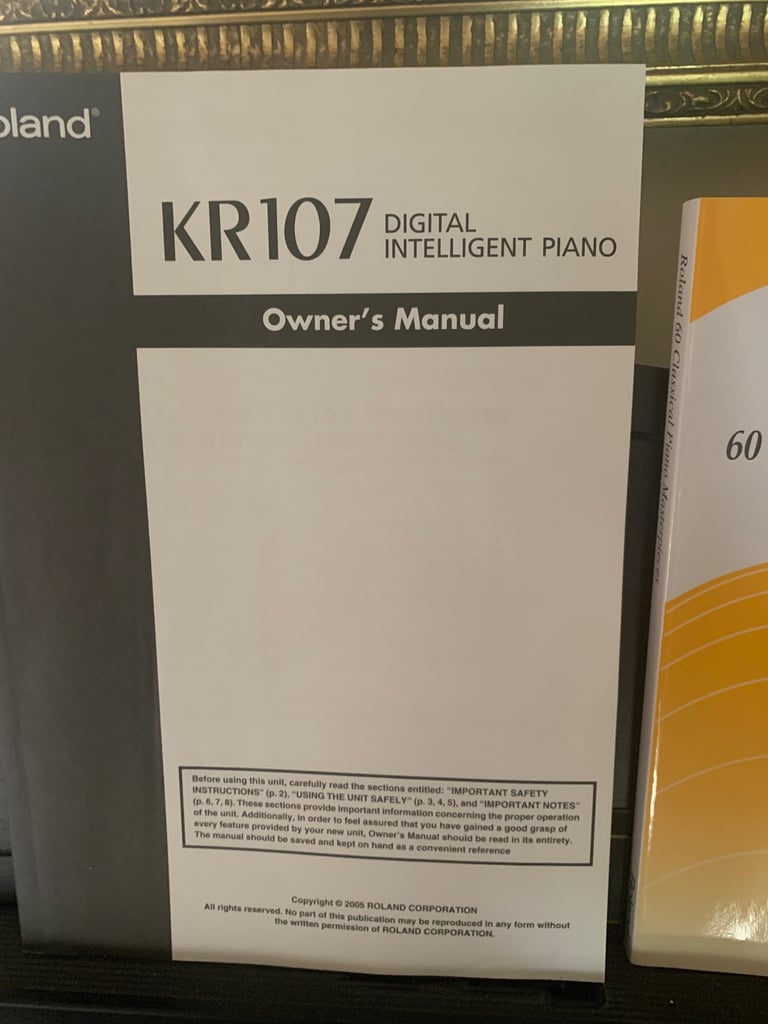 oland®
KR107 DIGITAL
INTELLIGENT PIANO
Owner's Manual
Before using this unit, carefully read the sections entitled: "IMPORTANT SAFETY
INSTRUCTIONS" (p. 2), "USING THE UNIT SAFELY" (p. 3, 4, 5), and "IMPORTANT NOTES"
(p. 6, 7, 8). These sections provide important information concerning the proper operation
of the unit. Additionally, in order to feel assured that you have gained a good grasp of
every feature provided by your new unit, Owner's Manual should be read in its entirety.
The manual should be saved and kept on hand as a convenient reference
Copyright © 2005 ROLAND CORPORATION
All rights reserved. No part of this publication may be reproduced in any form without
the written permission of ROLAND CORPORATION.
Roland 60 Classical Piano Masterpieces
60